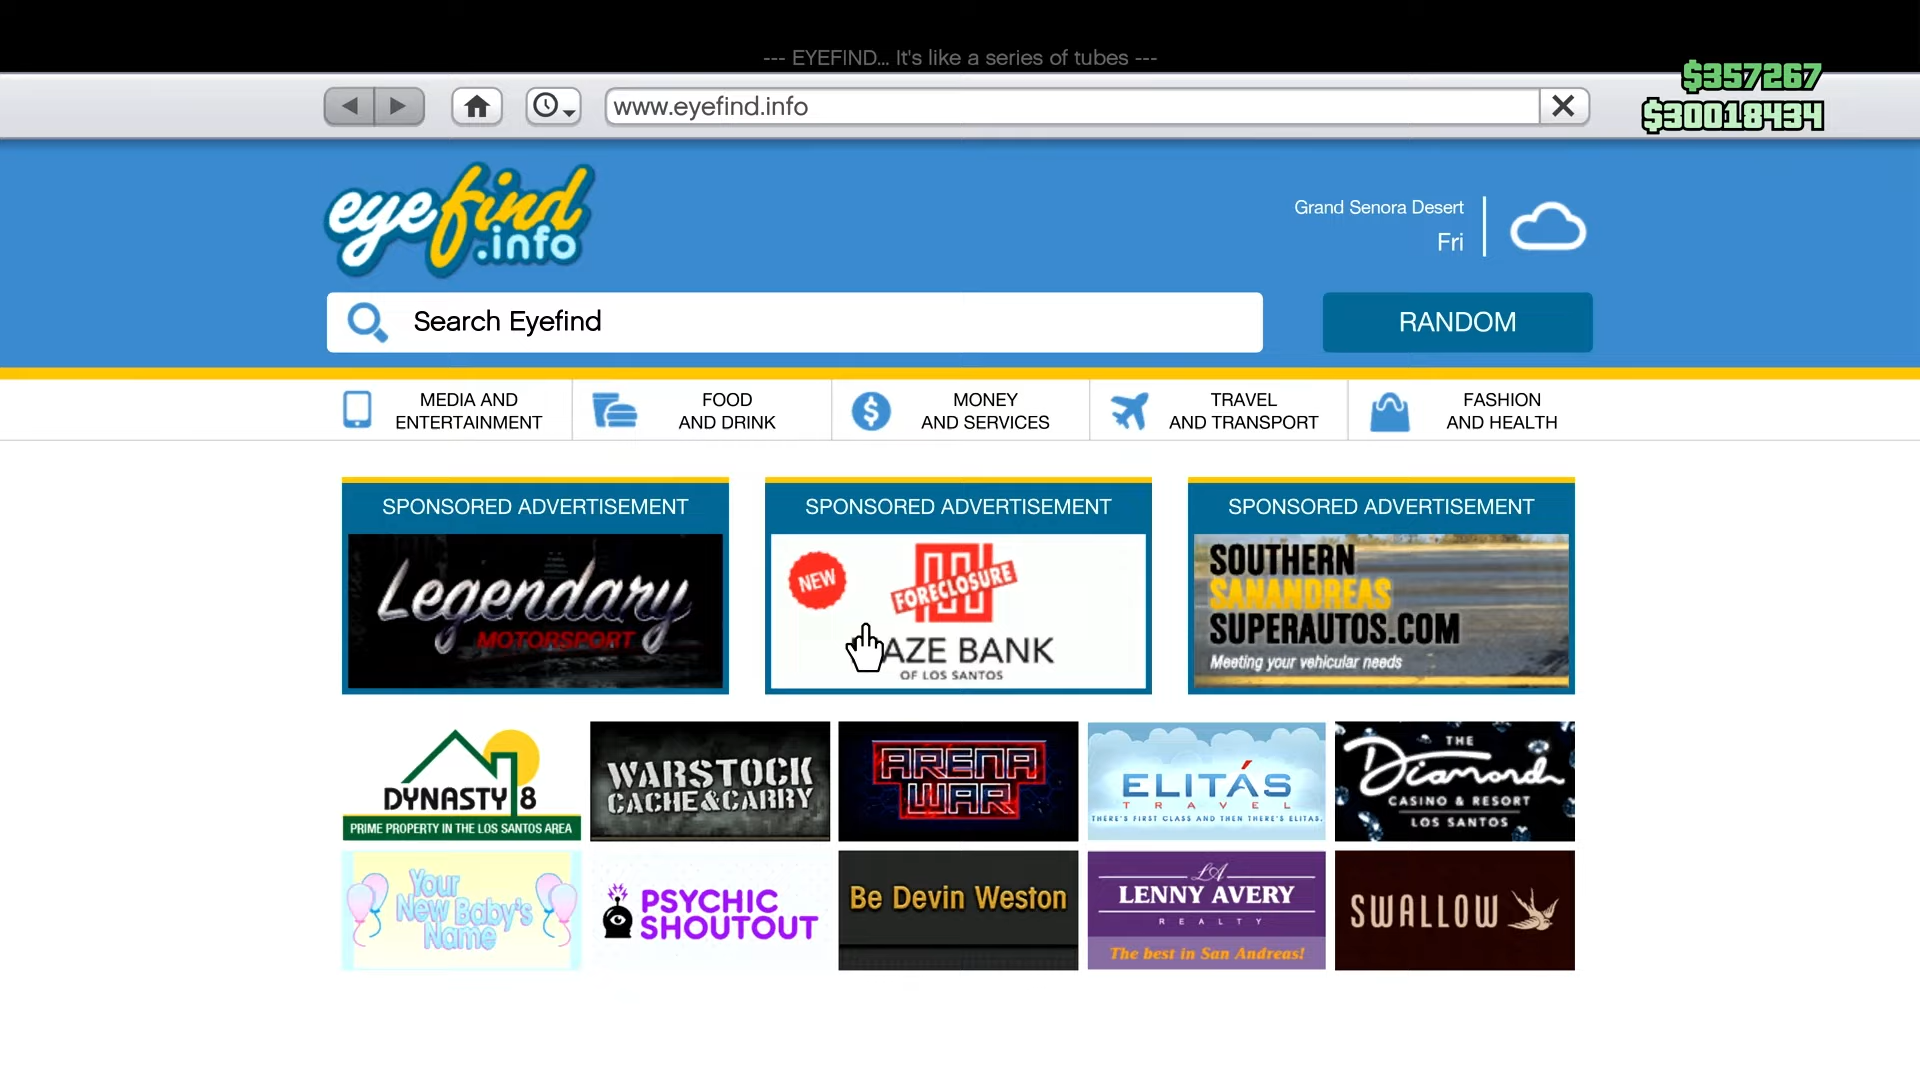 --- EYEFIND... It's like a series of tubes ---
$357267
www.eyefind.info
$30018434
eyefind
.info
Grand Senora Desert
Fri
Search Eyefind
RANDOM
MEDIA AND
ENTERTAINMENT
FOOD
AND DRINK
MONEY
AND SERVICES
TRAVEL
AND TRANSPORT
FASHION
AND HEALTH
SPONSORED ADVERTISEMENT
Legendary
MOTORSPORT
SPONSORED ADVERTISEMENT
NEW
FORECLOSURE
AZE BANK
OF LOS SANTOS
SPONSORED ADVERTISEMENT
SOUTHERN
SANANDREAS
SUPERAUTOS.COM
Meeting your vehicular needs
DYNASTY 8
PRIME PROPERTY IN THE LOS SANTOS AREA
WARSTOCK
CACHE&CARRY
ARENA
WAR
ELITÁS
TRAVEL
THERE'S FIRST CLASS AND THEN THERE'S ELITAS.
THE
Diamond
CASINO & RESORT
LOS SANTOS
Your
New Baby's
Name
PSYCHIC
SHOUTOUT
Be Devin Weston
LA
LENNY AVERY
REALTY
The best in San Andreas!
SWALLOW